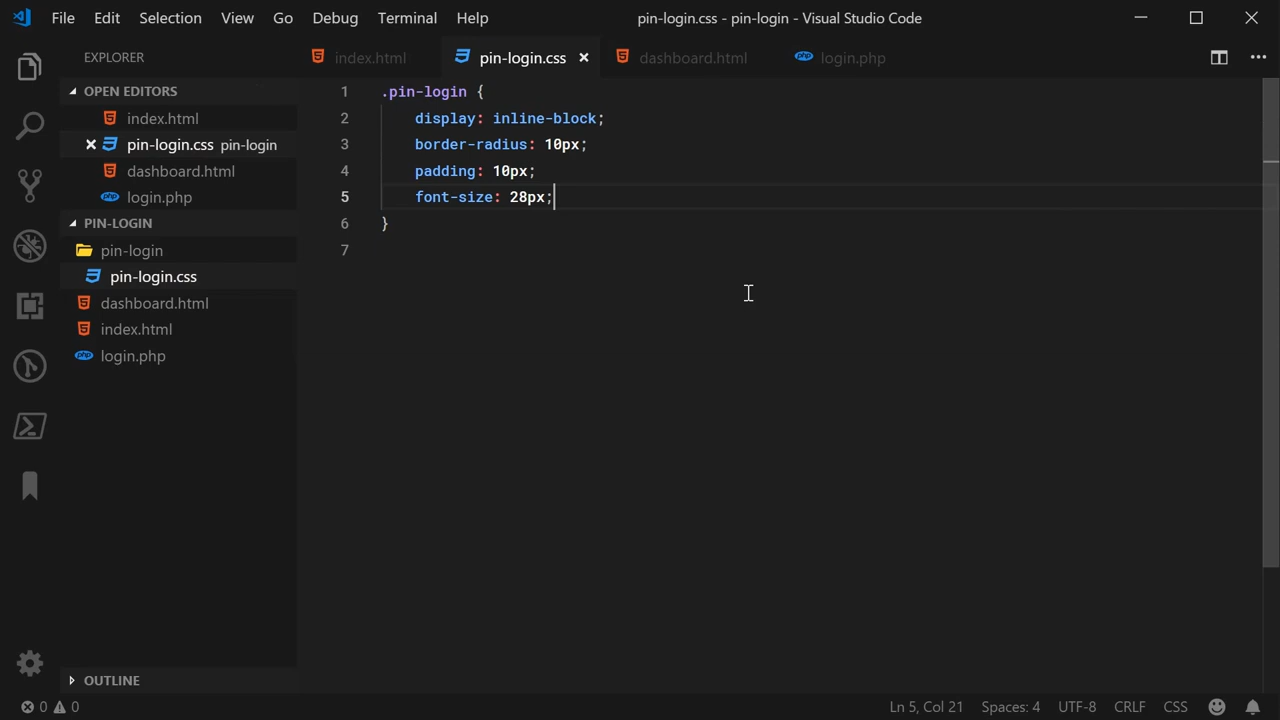 File Edit Selection View Go Debug Terminal Help pin-login.css - pin-login - Visual Studio Code
EXPLORER
index.html pin-login.css dashboard.html login.php
OPEN EDITORS
index.html
pin-login.css pin-login
dashboard.html
login.php
PIN-LOGIN
pin-login
pin-login.css
dashboard.html
index.html
login.php
OUTLINE
1 .pin-login {
2 display: inline-block;
3 border-radius: 10px;
4 padding: 10px;
5 font-size: 28px;
6 }
7
0 0 Ln 5, Col 21 Spaces: 4 UTF-8 CRLF CSS